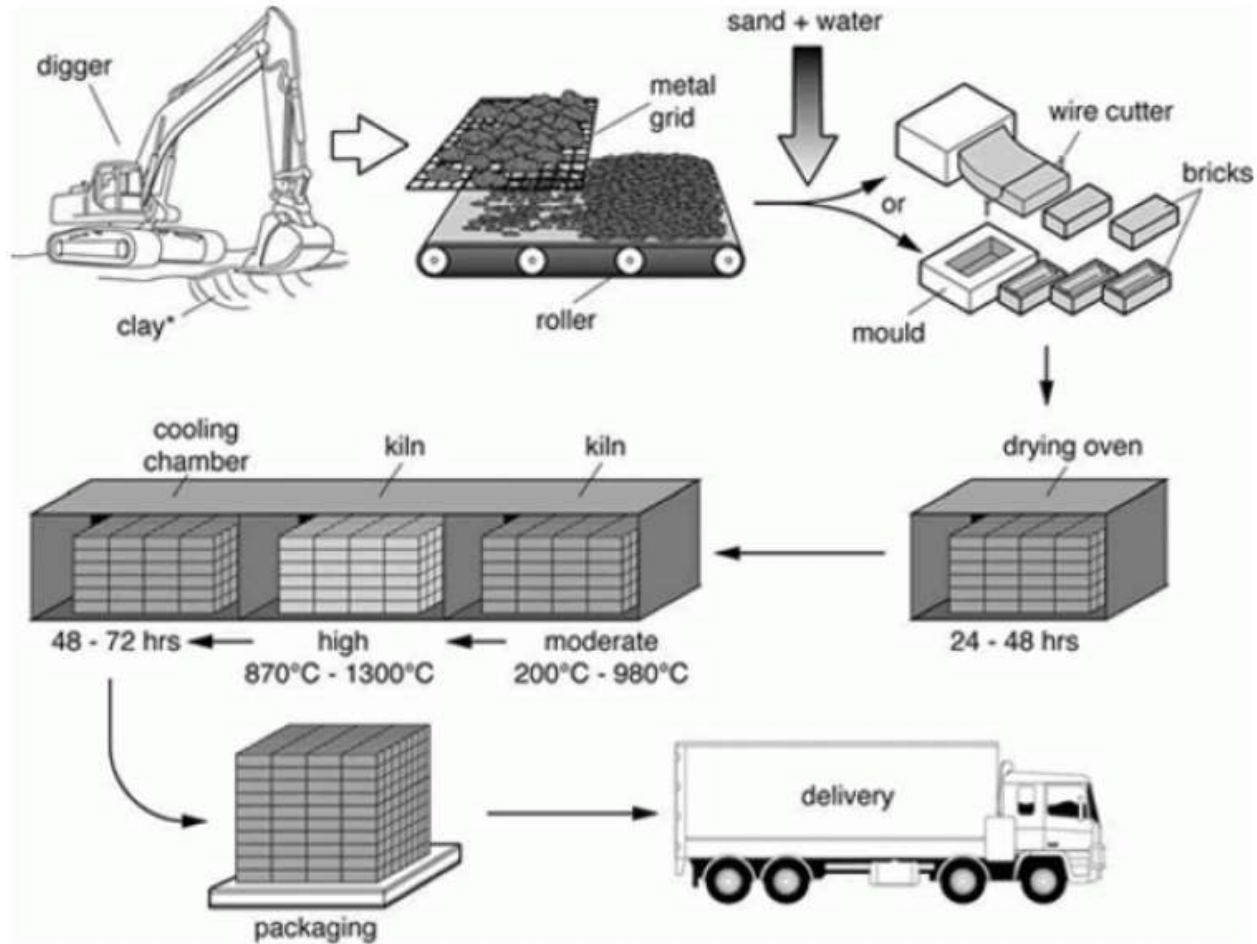 digger
clay*
metal
grid
roller
sand + water
or
wire cutter
bricks
mould
drying oven
24 - 48 hrs
kiln
moderate
200°C - 980°C
kiln
high
870°C - 1300°C
cooling
chamber
48 - 72 hrs
packaging
delivery